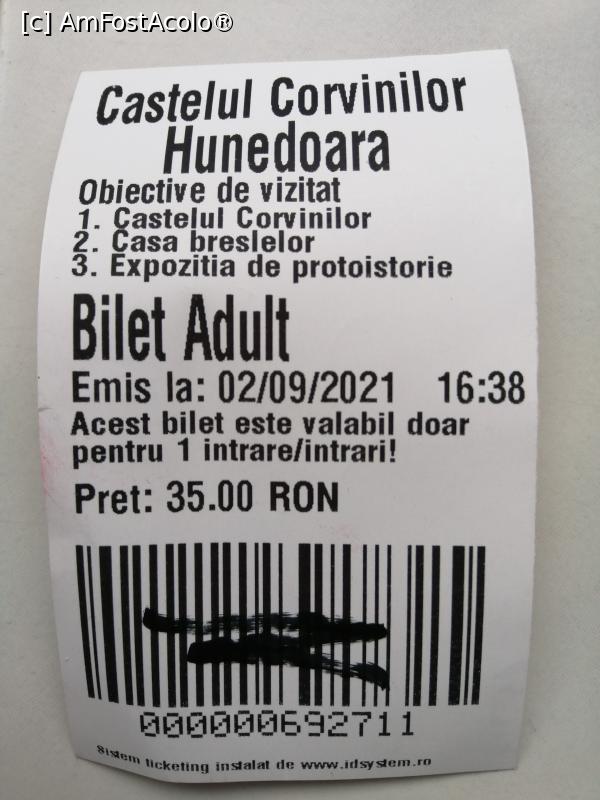 [c] AmFostAcolo®
Castelul Corvinilor
Hunedoara
Obiective de vizitat
1. Castelul Corvinilor
2. Casa breslelor
3. Expozitia de protoistorie
Bilet Adult
Emis la: 02/09/2021 16:38
Acest bilet este valabil doar
pentru 1 intrare/intrari!
Pret: 35.00 RON
000000692711
Sistem ticketing instalat de www.idsystem.ro